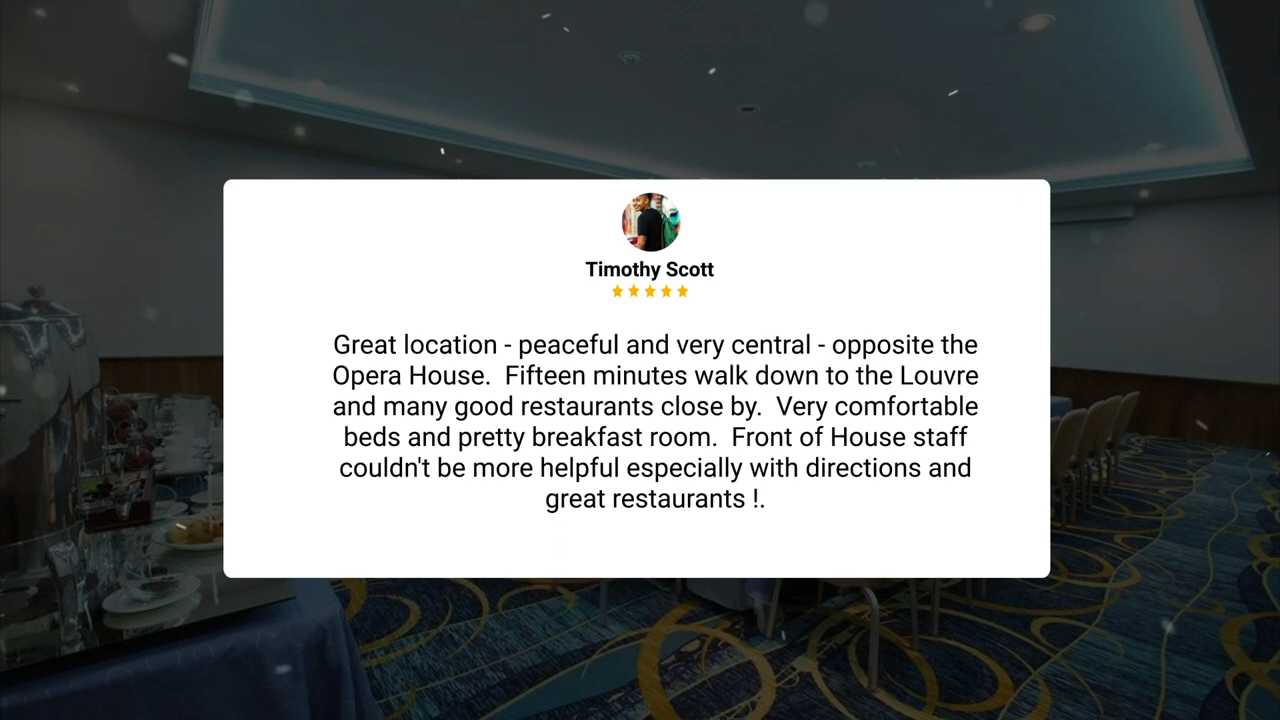 Timothy Scott
Great location - peaceful and very central - opposite the
Opera House.  Fifteen minutes walk down to the Louvre
and many good restaurants close by.  Very comfortable
beds and pretty breakfast room.  Front of House staff
couldn't be more helpful especially with directions and
great restaurants !.